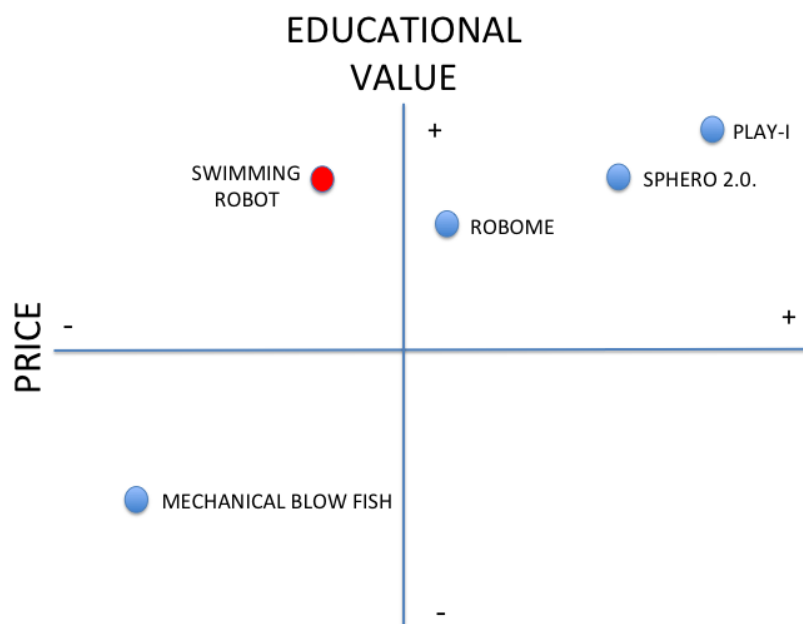 EDUCATIONAL
VALUE
+
PLAY-I
SWIMMING
ROBOT
SPHERO 2.0.
ROBOME
PRICE
-
+
MECHANICAL BLOW FISH
-